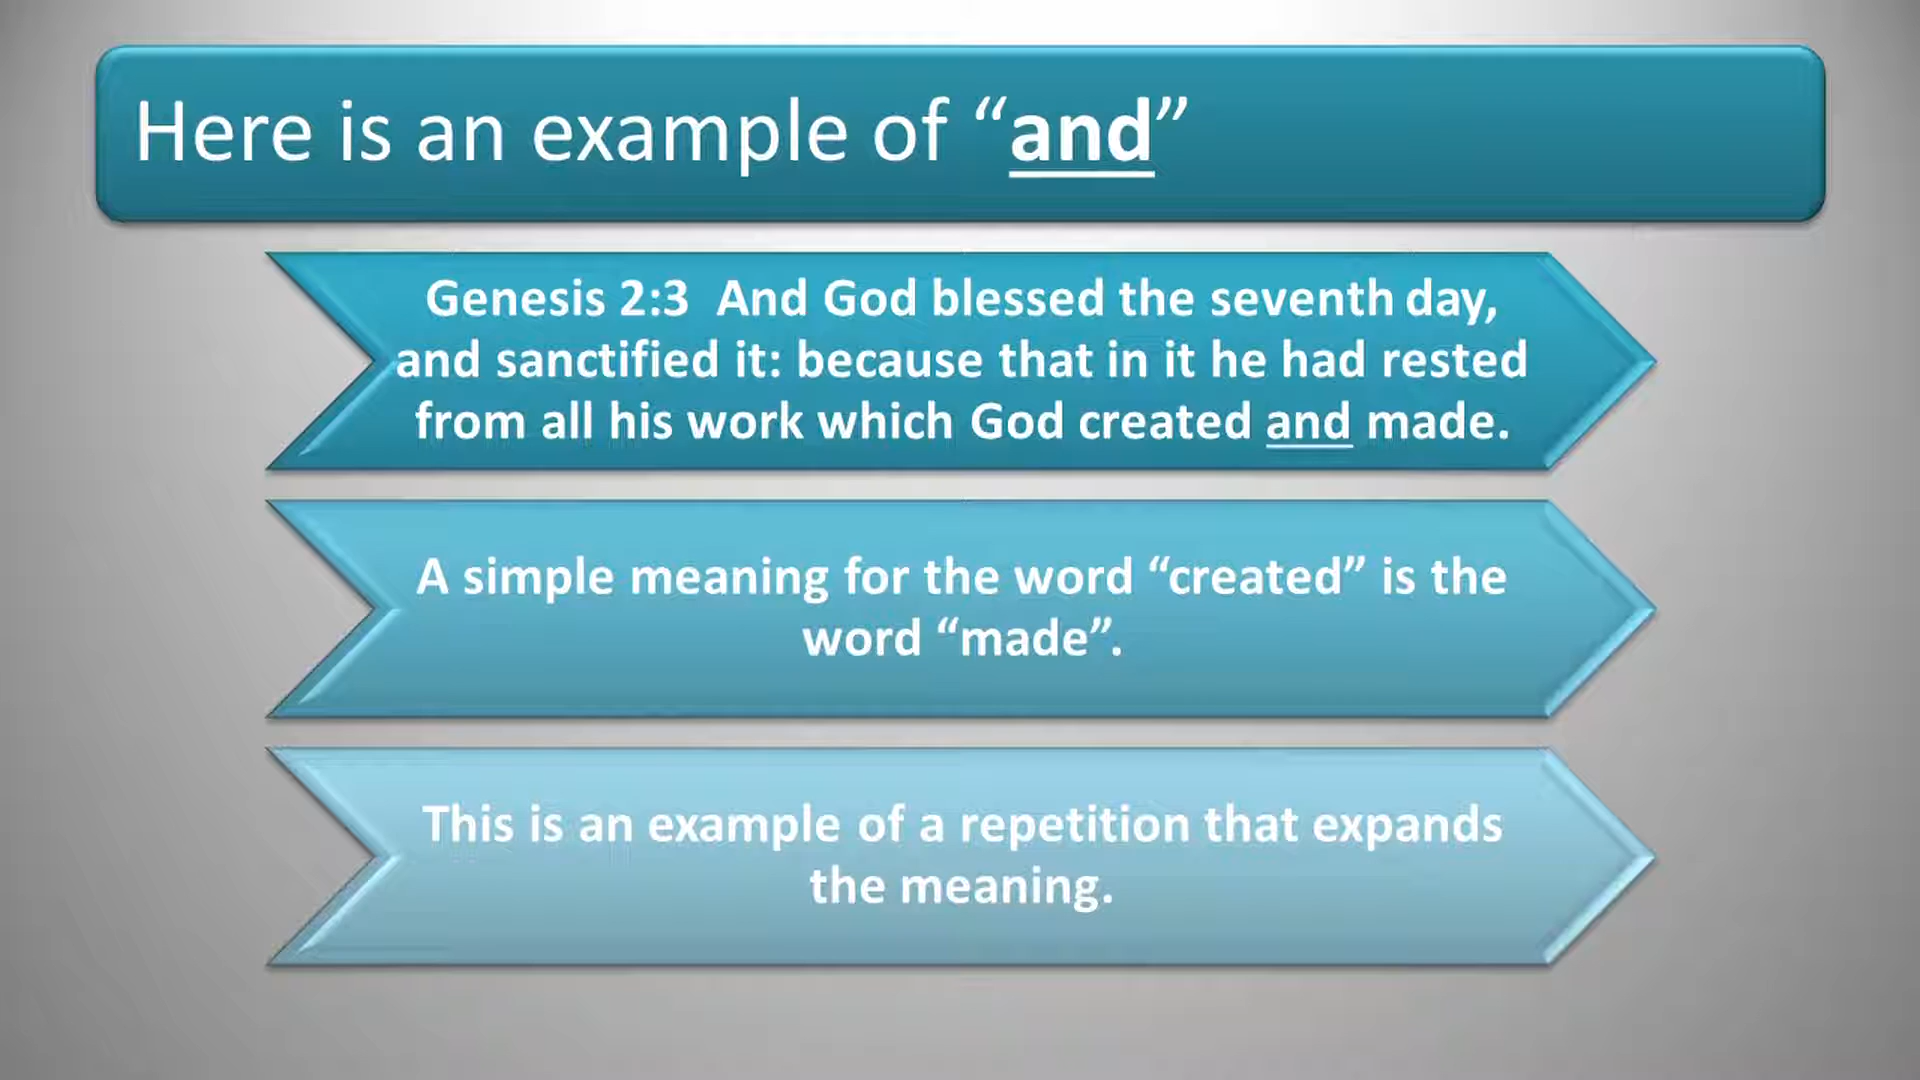 Here is an example of “and”
Genesis 2:3  And God blessed the seventh day,
and sanctified it: because that in it he had rested
from all his work which God created and made.
A simple meaning for the word “created” is the
word “made”.
This is an example of a repetition that expands
the meaning.